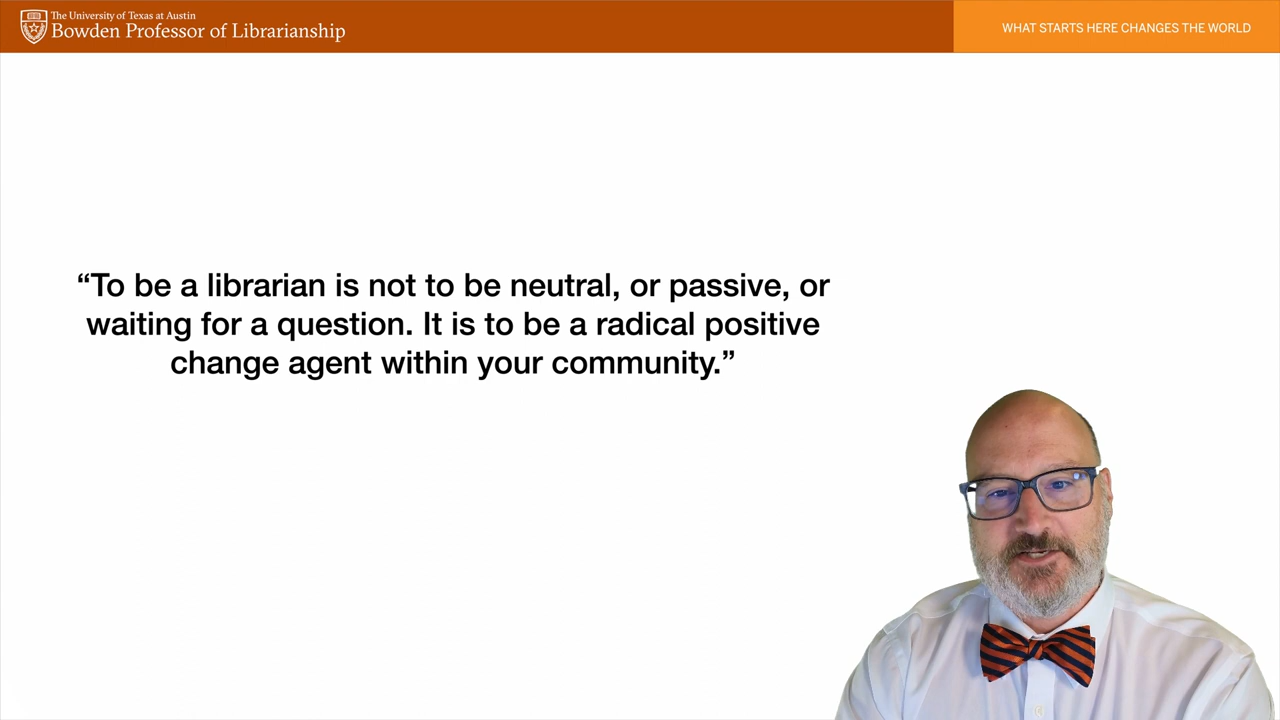 The University of Texas at Austin
Bowden Professor of Librarianship
WHAT STARTS HERE CHANGES THE WORLD
“To be a librarian is not to be neutral, or passive, or
waiting for a question. It is to be a radical positive
change agent within your community.”